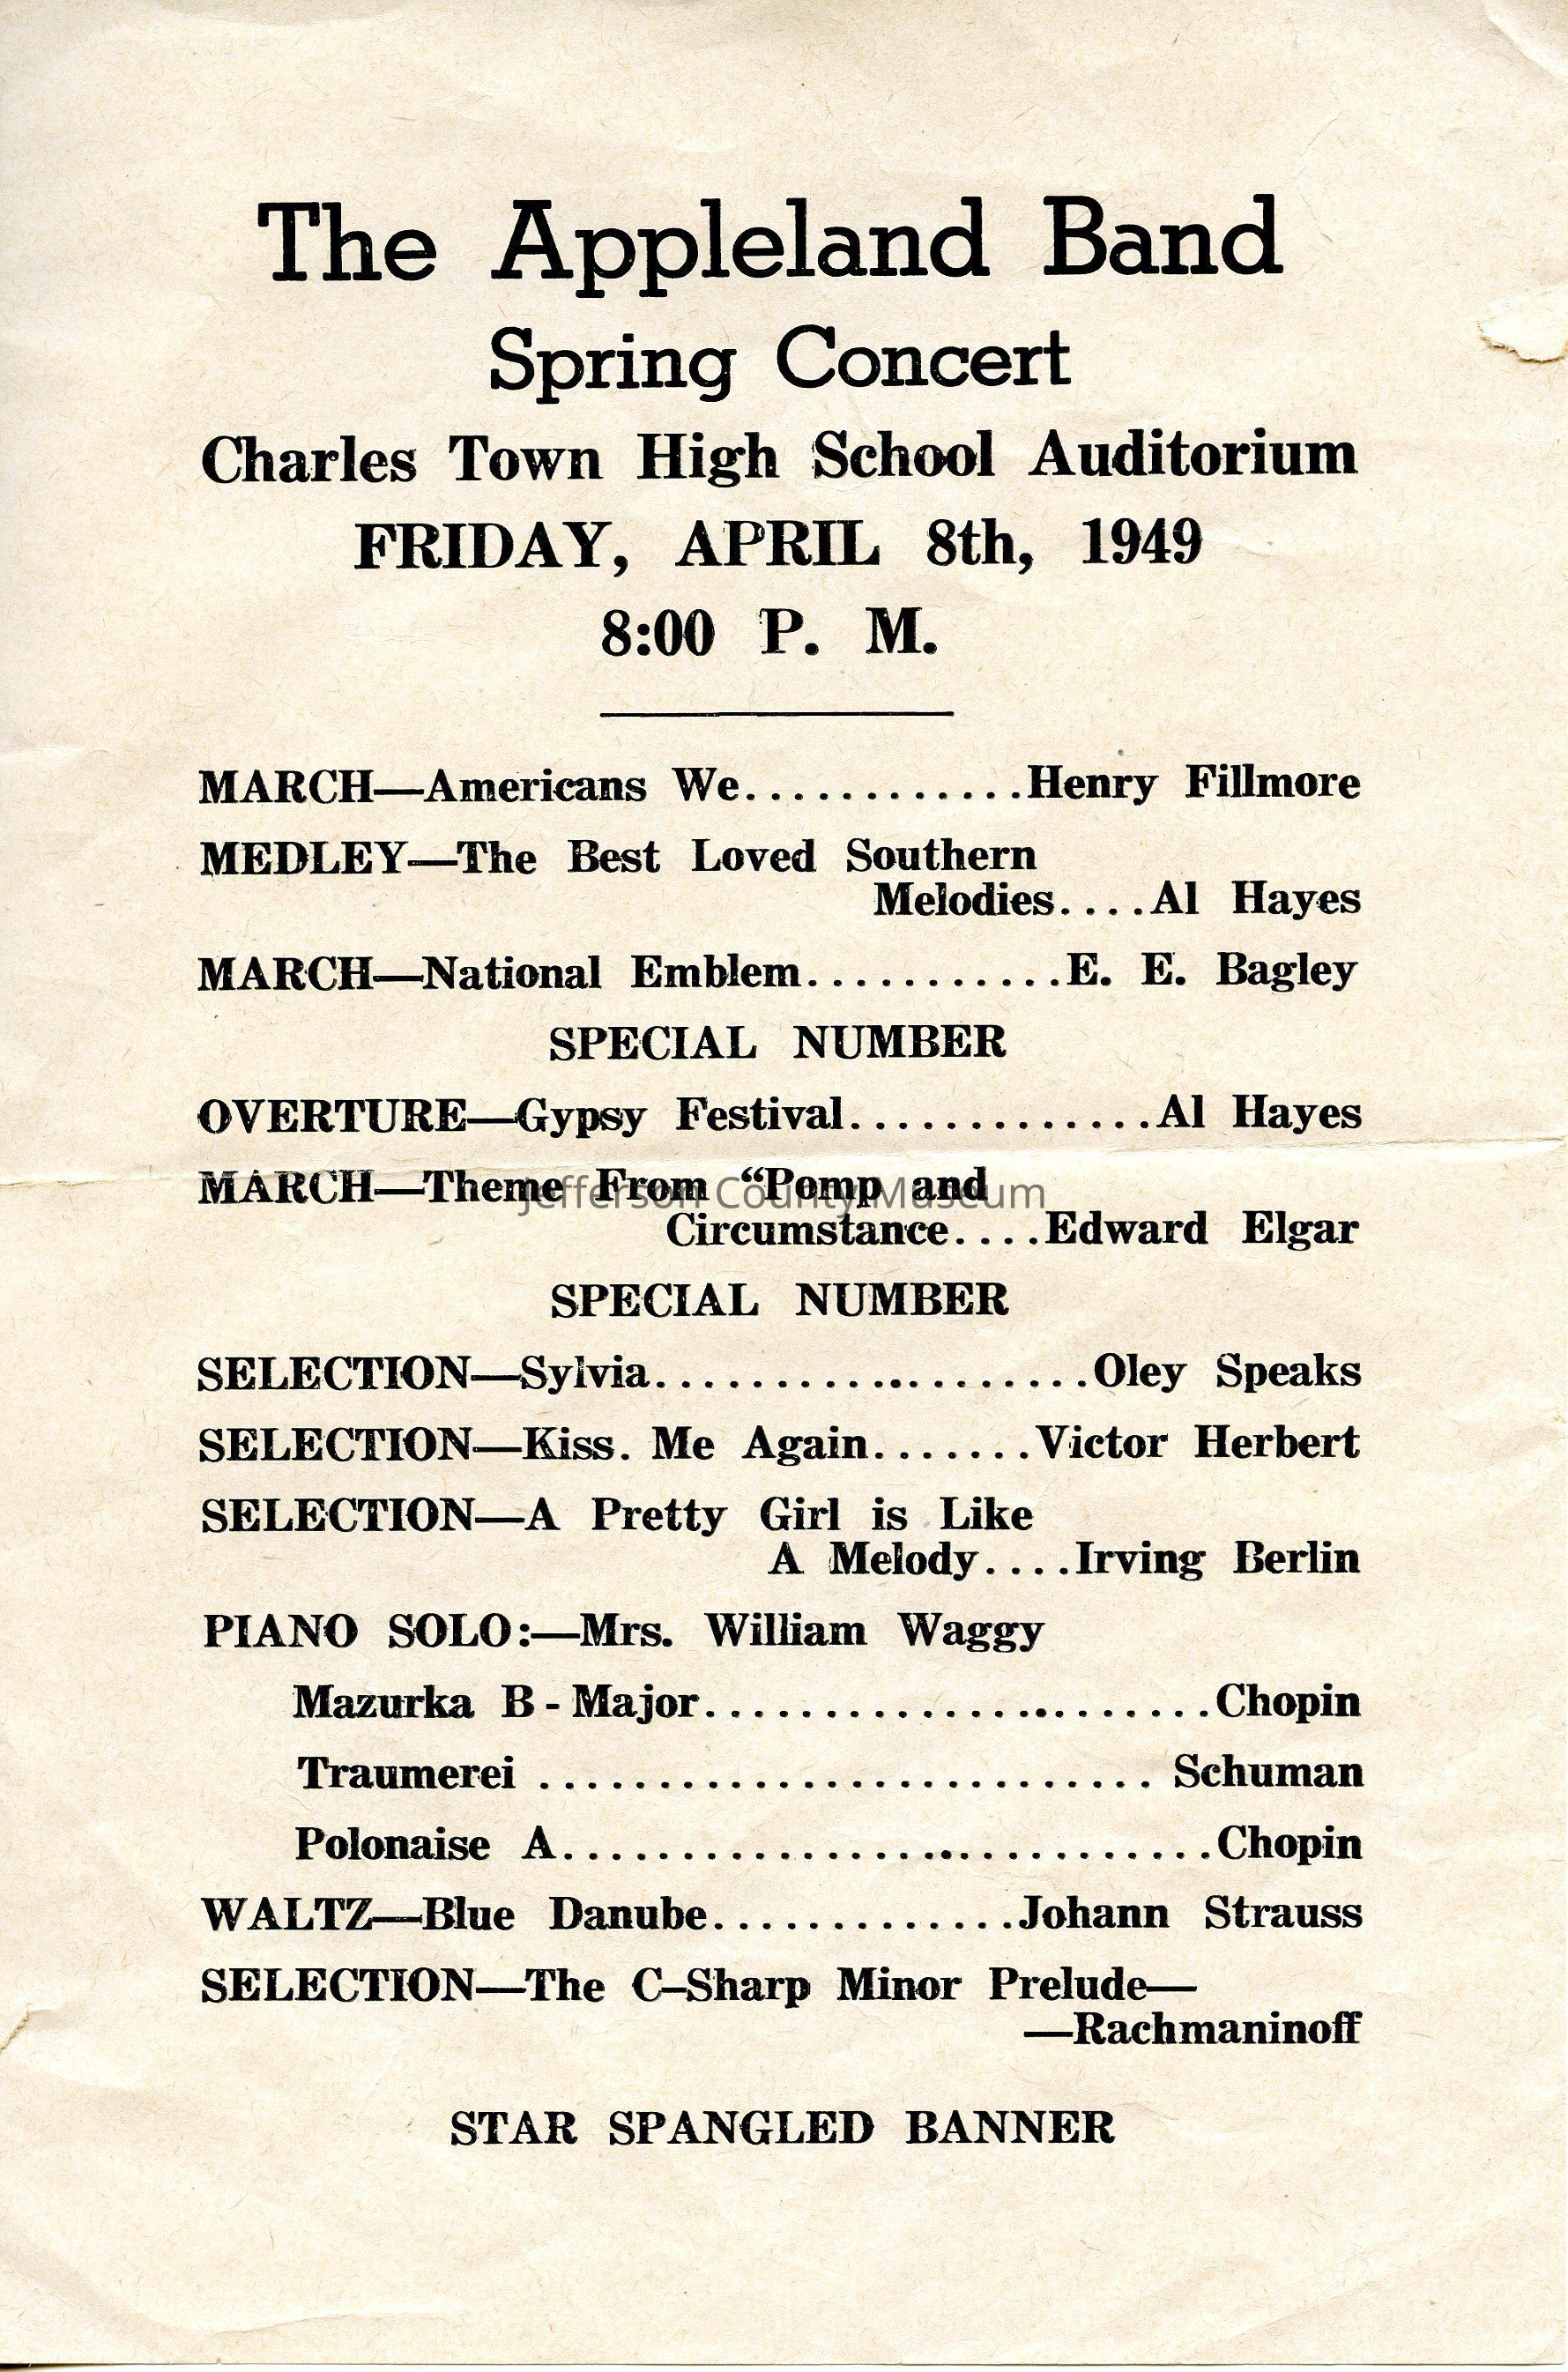 The Appleland Band
Spring Concert
Charles Town High School Auditorium
FRIDAY, APRIL 8th, 1949
8:00 P. M.
MARCH—Americans We............Henry Fillmore
MEDLEY—The Best Loved Southern
Melodies....Al Hayes
MARCH—National Emblem...........E. E. Bagley
SPECIAL NUMBER
OVERTURE—Gypsy Festival.............Al Hayes
MARCH—Theme From "Pomp and
Jefferson County Museum
Circumstance....Edward Elgar
SPECIAL NUMBER
SELECTION—Sylvia...................Oley Speaks
SELECTION—Kiss. Me Again.......Victor Herbert
SELECTION—A Pretty Girl is Like
A Melody....Irving Berlin
PIANO SOLO:—Mrs. William Waggy
Mazurka B - Major......................Chopin
Traumerei .......................... Schuman
Polonaise A............................Chopin
WALTZ—Blue Danube.............Johann Strauss
SELECTION—The C–Sharp Minor Prelude—
—Rachmaninoff
STAR SPANGLED BANNER